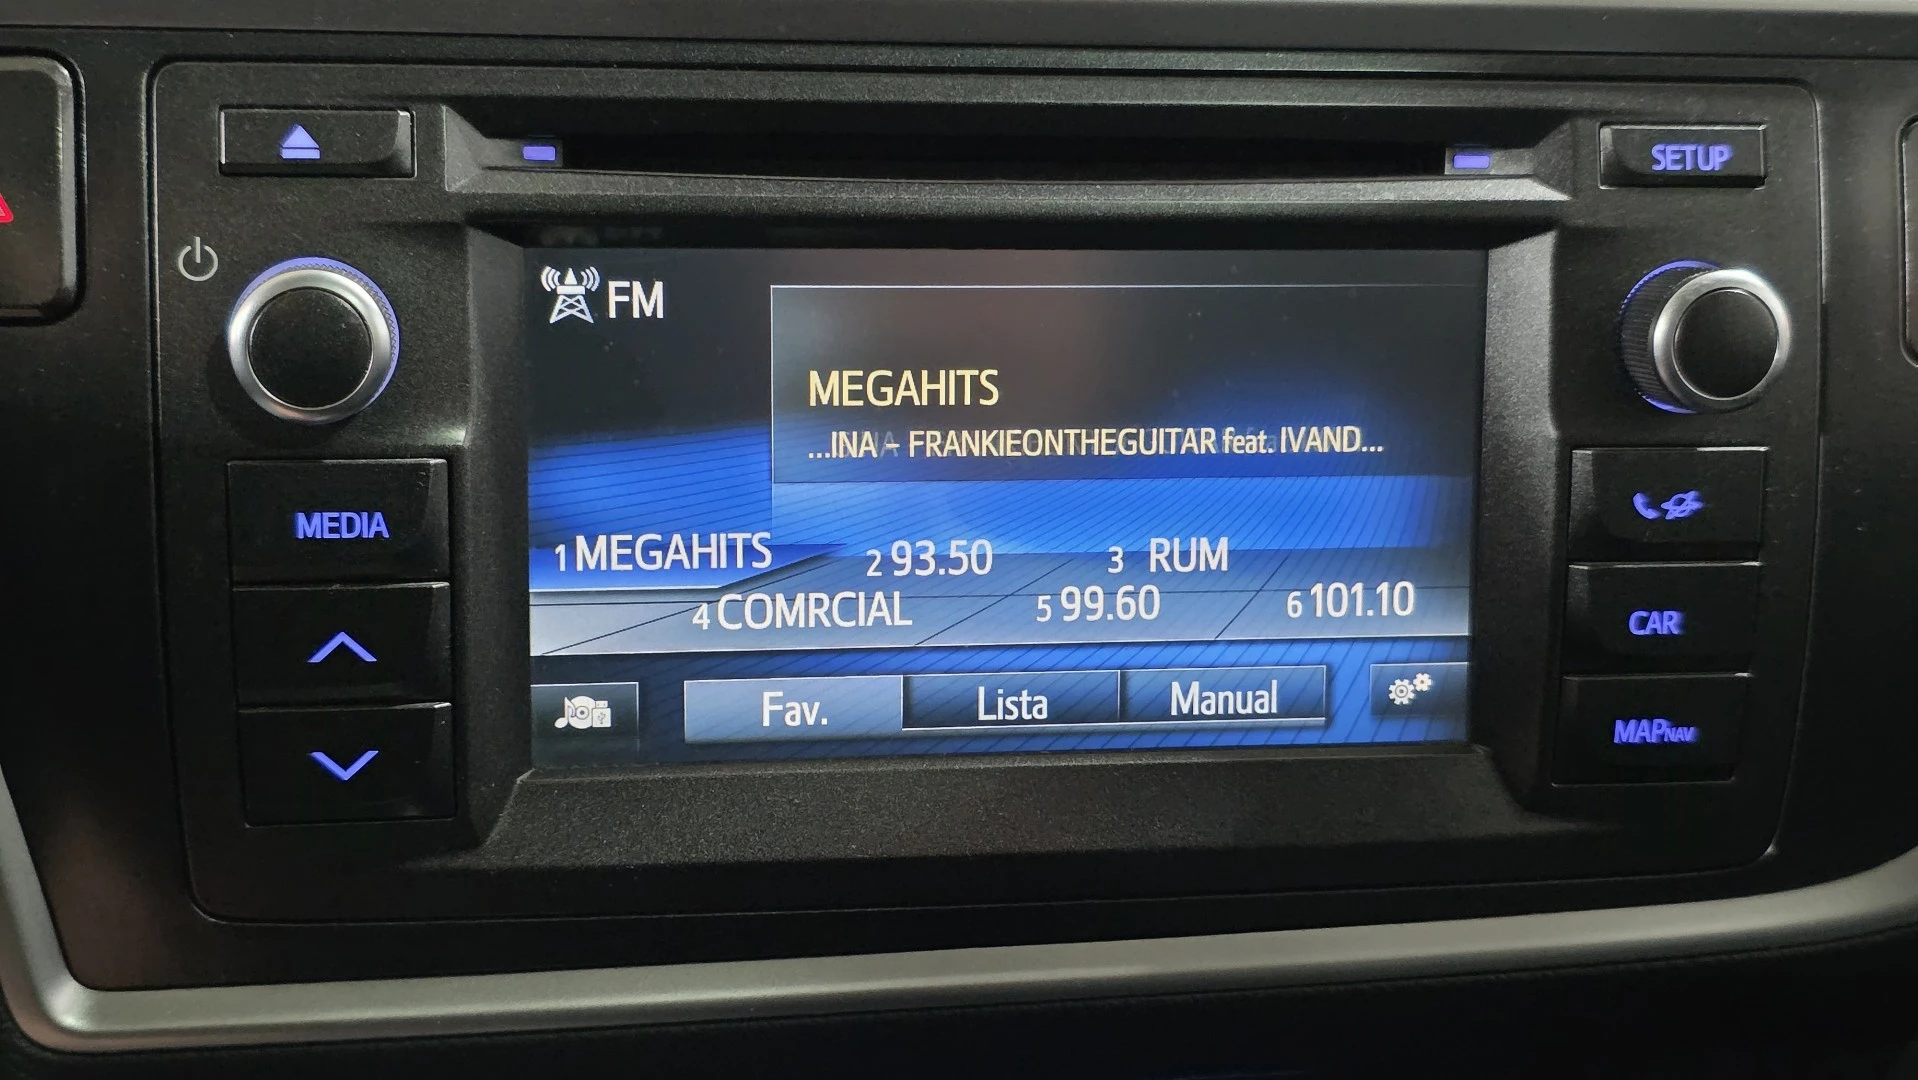 SETUP
FM
MEGAHITS
...INA - FRANKIEONTHEGUITAR feat. IVAND...
MEDIA
1 MEGAHITS 2 93.50 3 RUM
4 COMRCIAL 5 99.60 6 101.10
CAR
Fav. Lista Manual
MAP NAV